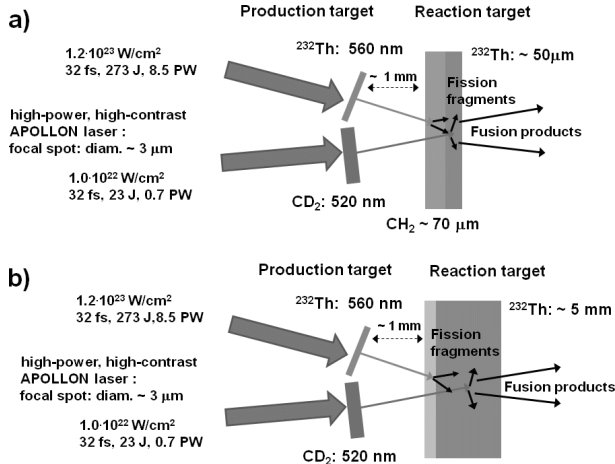 a)
Production target
Reaction target
1.2·10²³ W/cm²
32 fs, 273 J, 8.5 PW
²³²Th: 560 nm
²³²Th: ~ 50μm
~ 1 mm
Fission
fragments
high-power, high-contrast
APOLLON laser :
focal spot: diam. ~ 3 μm
Fusion products
1.0·10²² W/cm²
32 fs, 23 J, 0.7 PW
CD₂: 520 nm
CH₂ ~ 70 μm
b)
Production target
Reaction target
1.2·10²³ W/cm²
32 fs, 273 J,8.5 PW
²³²Th: 560 nm
²³²Th: ~ 5 mm
~ 1 mm
Fission
fragments
high-power, high-contrast
APOLLON laser :
focal spot: diam. ~ 3 μm
Fusion products
1.0·10²² W/cm²
32 fs, 23 J, 0.7 PW
CD₂: 520 nm